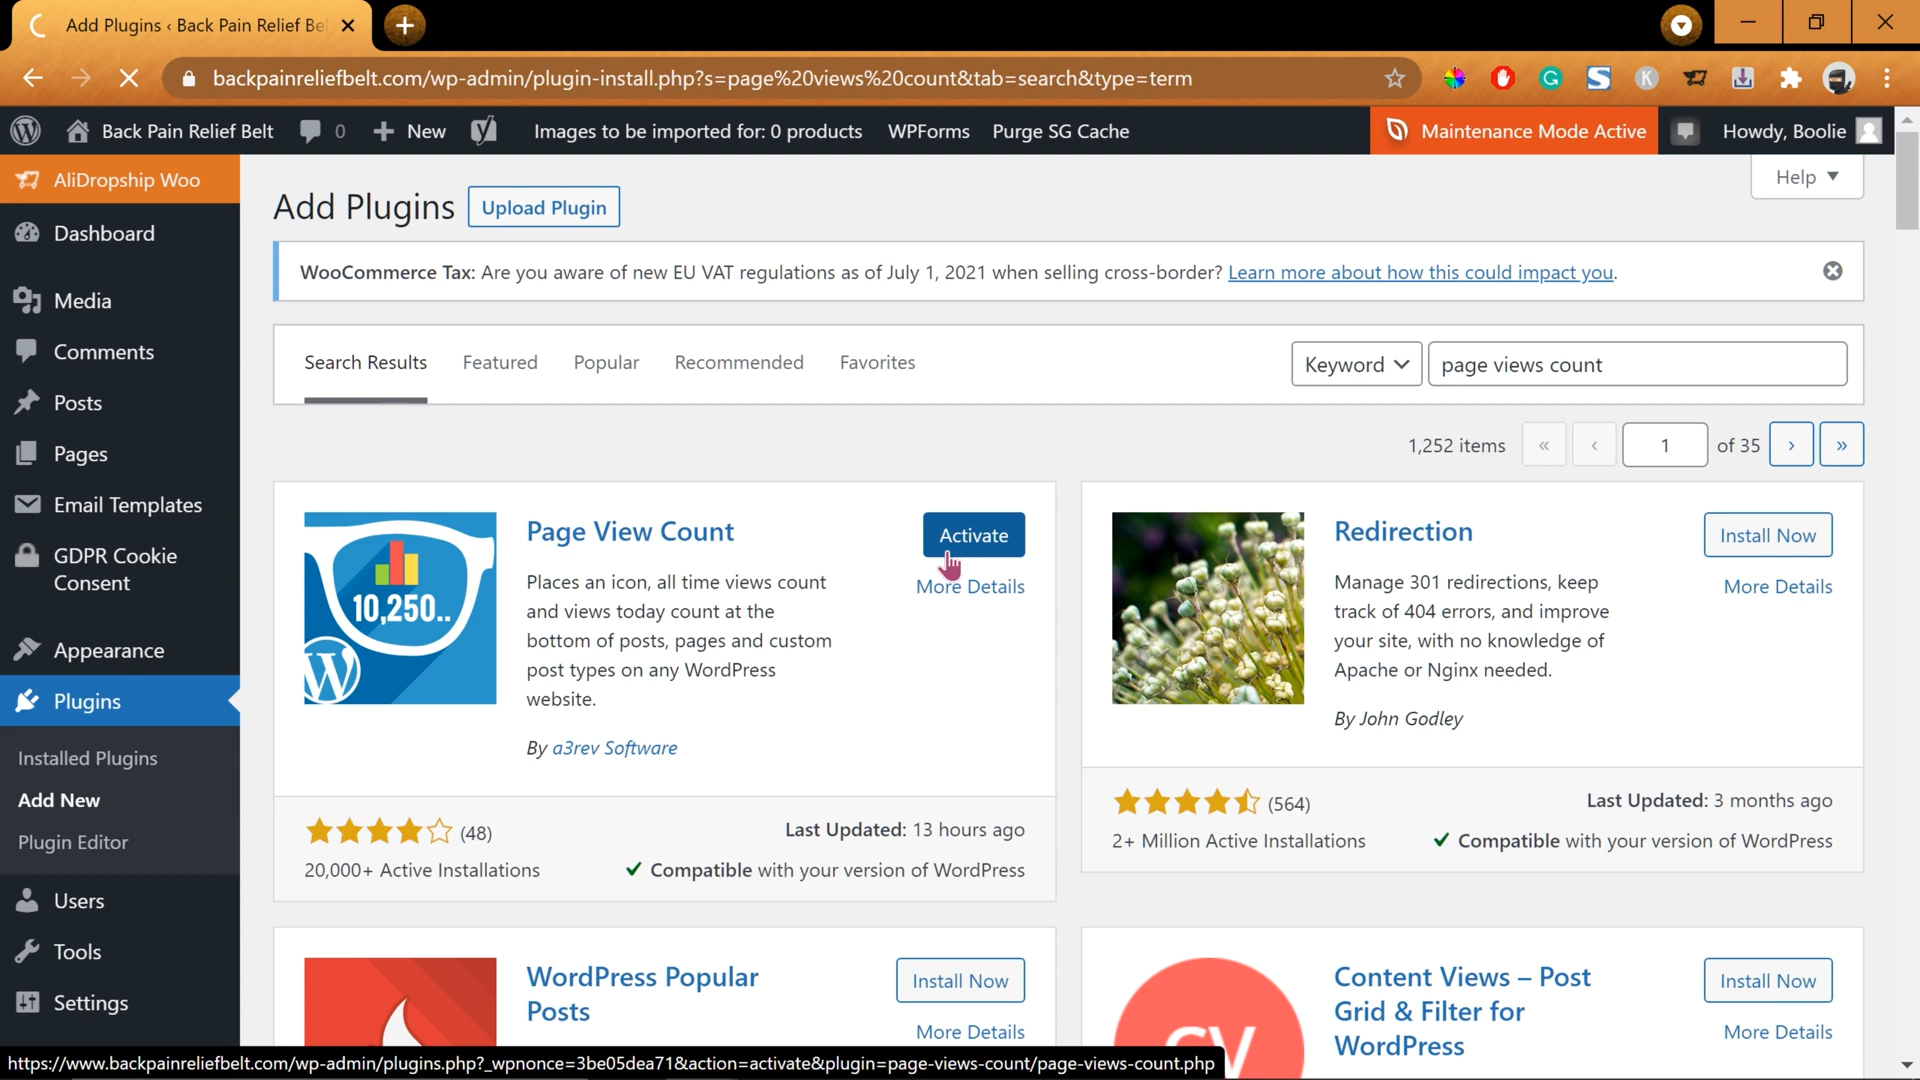 Add Plugins ‹ Back Pain Relief Be
backpainreliefbelt.com/wp-admin/plugin-install.php?s=page%20views%20count&tab=search&type=term
Back Pain Relief Belt 0 New Images to be imported for: 0 products WPForms Purge SG Cache Maintenance Mode Active Howdy, Boolie
AliDropship Woo
Dashboard
Media
Comments
Posts
Pages
Email Templates
GDPR Cookie
Consent
Appearance
Plugins
Installed Plugins
Add New
Plugin Editor
Users
Tools
Settings
Help
Add Plugins Upload Plugin
WooCommerce Tax: Are you aware of new EU VAT regulations as of July 1, 2021 when selling cross-border? Learn more about how this could impact you.
Search Results Featured Popular Recommended Favorites Keyword page views count
1,252 items « ‹ 1 of 35 › »
10,250..
Page View Count
Activate
More Details
Places an icon, all time views count
and views today count at the
bottom of posts, pages and custom
post types on any WordPress
website.
By a3rev Software
(48)
Last Updated: 13 hours ago
20,000+ Active Installations
Compatible with your version of WordPress
Redirection
Install Now
More Details
Manage 301 redirections, keep
track of 404 errors, and improve
your site, with no knowledge of
Apache or Nginx needed.
By John Godley
(564)
Last Updated: 3 months ago
2+ Million Active Installations
Compatible with your version of WordPress
WordPress Popular
Posts
Install Now
More Details
CV
Content Views – Post
Grid & Filter for
WordPress
Install Now
More Details
https://www.backpainreliefbelt.com/wp-admin/plugins.php?_wpnonce=3be05dea71&action=activate&plugin=page-views-count/page-views-count.php